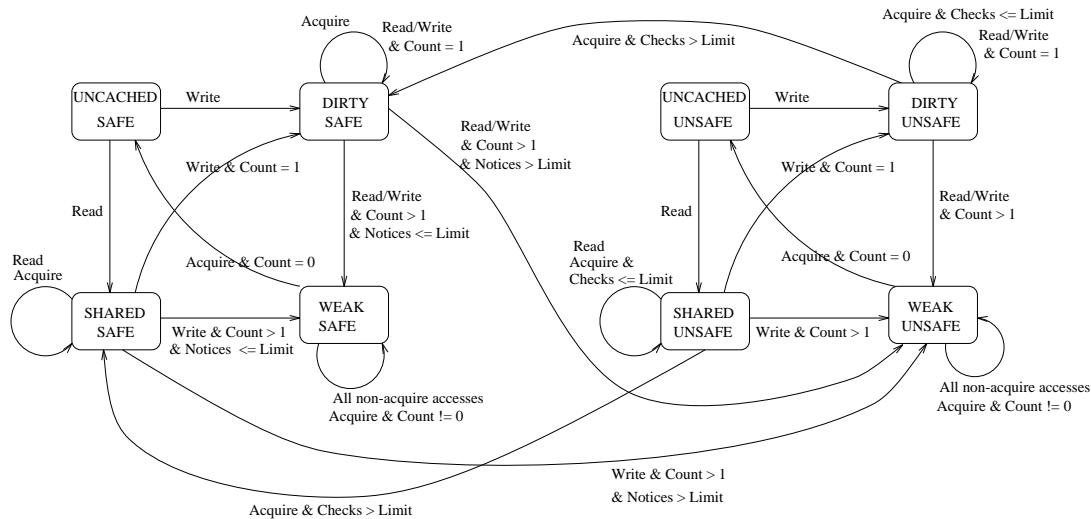 Acquire
Read/Write
& Count = 1
Acquire & Checks > Limit
Acquire & Checks <= Limit
Read/Write
& Count = 1
UNCACHED
SAFE
Write
DIRTY
SAFE
UNCACHED
UNSAFE
Write
DIRTY
UNSAFE
Read/Write
& Count > 1
& Notices > Limit
Write & Count = 1
Write & Count = 1
Read
Read/Write
& Count > 1
& Notices <= Limit
Read
Read/Write
& Count > 1
Read
Acquire
Acquire & Count = 0
Read
Acquire &
Checks <= Limit
Acquire & Count = 0
SHARED
SAFE
WEAK
SAFE
SHARED
UNSAFE
WEAK
UNSAFE
Write & Count > 1
& Notices <= Limit
Write & Count > 1
All non-acquire accesses
Acquire & Count != 0
All non-acquire accesses
Acquire & Count != 0
Write & Count > 1
& Notices > Limit
Acquire & Checks > Limit